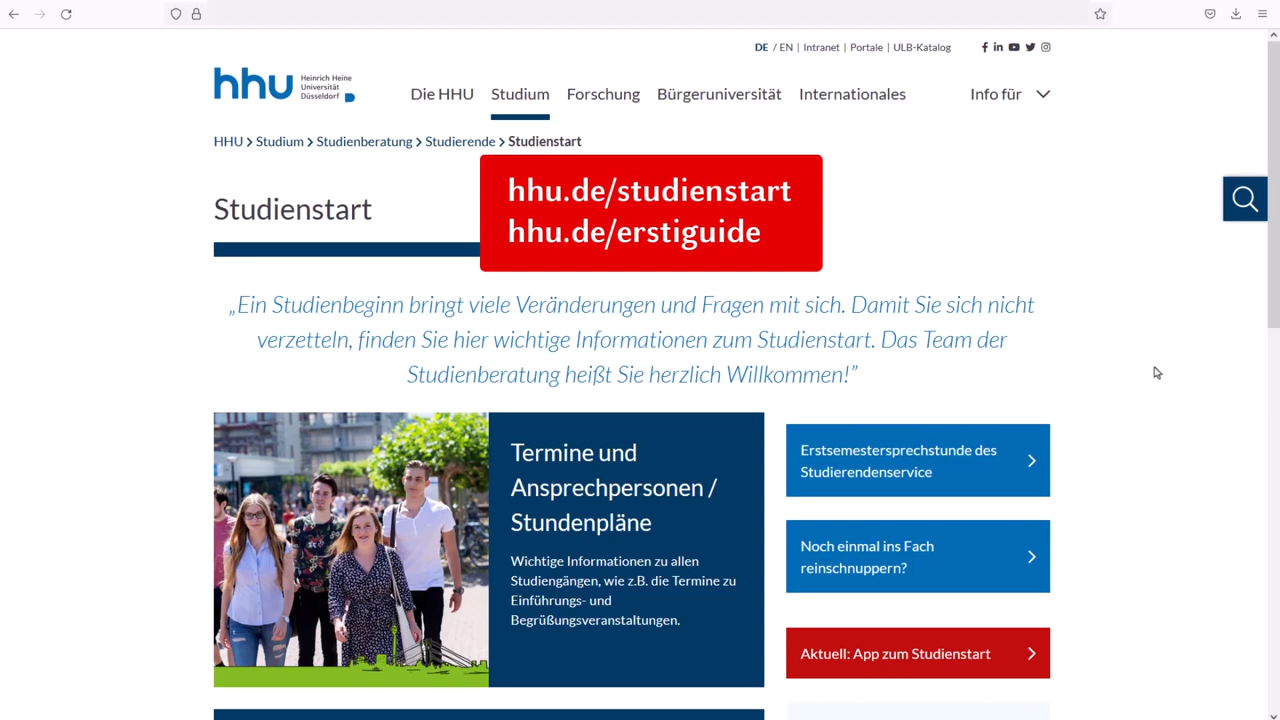 DE / EN | Intranet | Portale | ULB-Katalog
hhu Heinrich Heine
Universität
Düsseldorf
Die HHU Studium Forschung Bürgeruniversität Internationales Info für
HHU > Studium > Studienberatung > Studierende > Studienstart
hhu.de/studienstart
hhu.de/erstiguide
Studienstart
„Ein Studienbeginn bringt viele Veränderungen und Fragen mit sich. Damit Sie sich nicht
verzetteln, finden Sie hier wichtige Informationen zum Studienstart. Das Team der
Studienberatung heißt Sie herzlich Willkommen!”
Termine und
Ansprechpersonen /
Stundenpläne
Wichtige Informationen zu allen
Studiengängen, wie z.B. die Termine zu
Einführungs- und
Begrüßungsveranstaltungen.
Erstsemestersprechstunde des
Studierendenservice
Noch einmal ins Fach
reinschnuppern?
Aktuell: App zum Studienstart